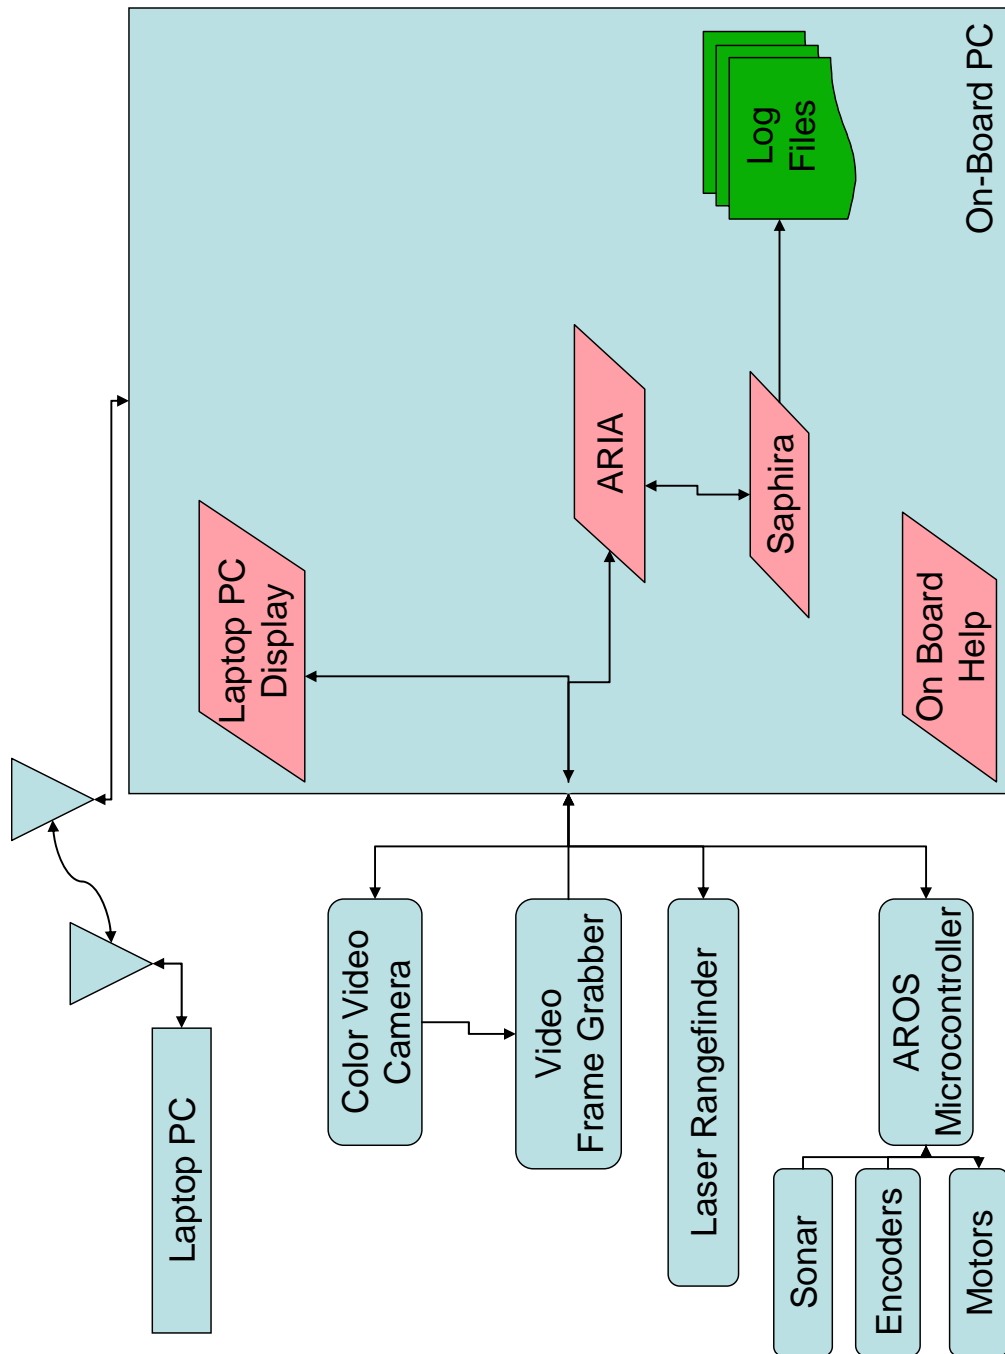 Laptop PC
Color Video
Camera
Video
Frame Grabber
Laser Rangefinder
Sonar
Encoders
Motors
AROS
Microcontroller
Laptop PC
Display
ARIA
Saphira
On Board
Help
Log
Files
On-Board PC